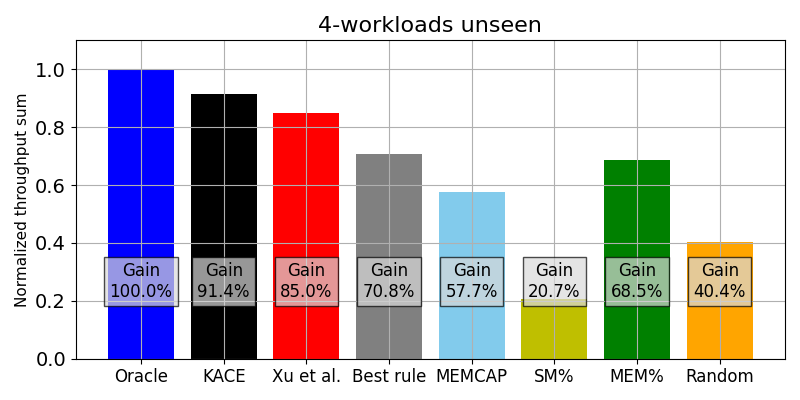 4-workloads unseen
Normalized throughput sum
1.0
0.8
0.6
0.4
0.2
0.0
Gain
100.0%
Gain
91.4%
Gain
85.0%
Gain
70.8%
Gain
57.7%
Gain
20.7%
Gain
68.5%
Gain
40.4%
Oracle
KACE
Xu et al.
Best rule
MEMCAP
SM%
MEM%
Random